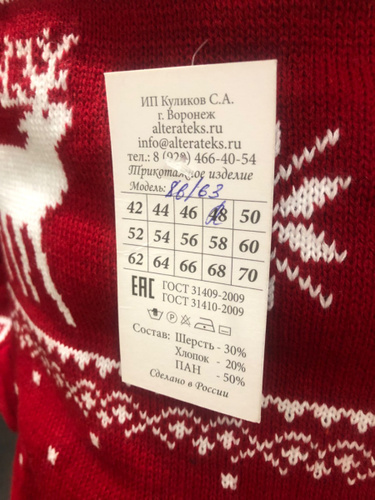 ИП Куликов С.А.
г. Воронеж
alterateks.ru
info@alterateks.ru
тел.: 8 (920) 466-40-54
Трикотажное изделие
Модель: 86/63
42 44 46 48 50
52 54 56 58 60
62 64 66 68 70
EAC ГОСТ 31409-2009
ГОСТ 31410-2009
Состав: Шерсть - 30%
Хлопок - 20%
ПАН - 50%
Сделано в России